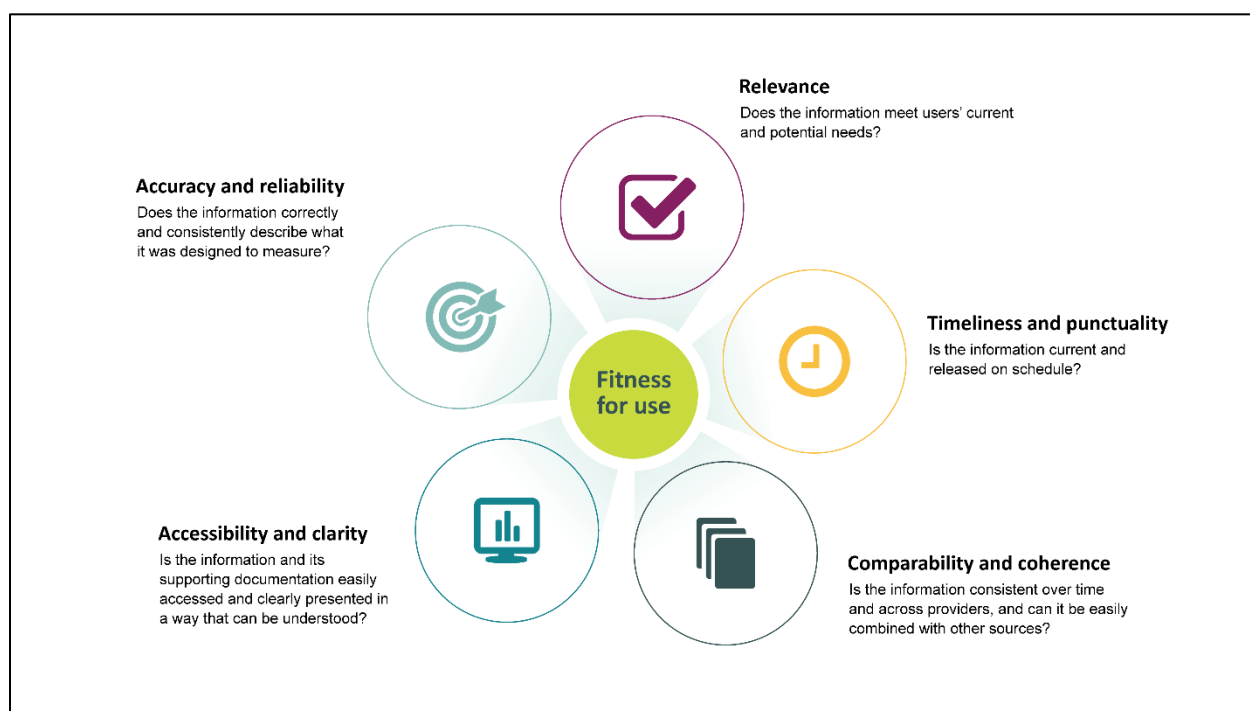 Relevance
Does the information meet users’ current
and potential needs?
Accuracy and reliability
Does the information correctly
and consistently describe what
it was designed to measure?
Timeliness and punctuality
Is the information current and
released on schedule?
Fitness
for use
Accessibility and clarity
Is the information and its
supporting documentation easily
accessed and clearly presented in
a way that can be understood?
Comparability and coherence
Is the information consistent over time
and across providers, and can it be easily
combined with other sources?